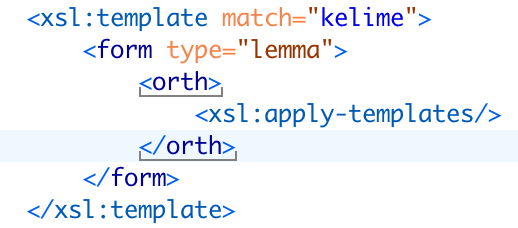 <xsl:template match="kelime">
<form type="lemma">
<orth>
<xsl:apply-templates/>
</orth>
</form>
</xsl:template>